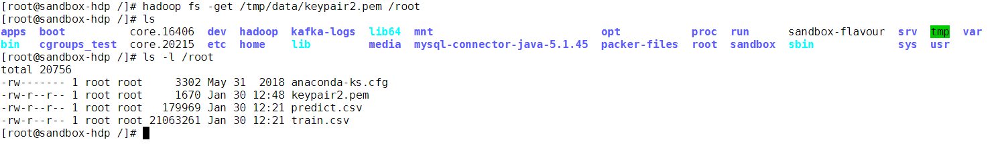 [root@sandbox-hdp /]# hadoop fs -get /tmp/data/keypair2.pem /root
[root@sandbox-hdp /]# ls
apps  boot          core.16406  dev  hadoop  kafka-logs  lib64  mnt                          opt           proc  run      sandbox-flavour  srv  tmp  var
bin   cgroups_test  core.20215  etc  home    lib         media  mysql-connector-java-5.1.45  packer-files  root  sandbox  sbin             sys  usr
[root@sandbox-hdp /]# ls -l /root
total 20756
-rw------- 1 root root     3302 May 31  2018 anaconda-ks.cfg
-rw-r--r-- 1 root root     1670 Jan 30 12:48 keypair2.pem
-rw-r--r-- 1 root root   179969 Jan 30 12:21 predict.csv
-rw-r--r-- 1 root root 21063261 Jan 30 12:21 train.csv
[root@sandbox-hdp /]#